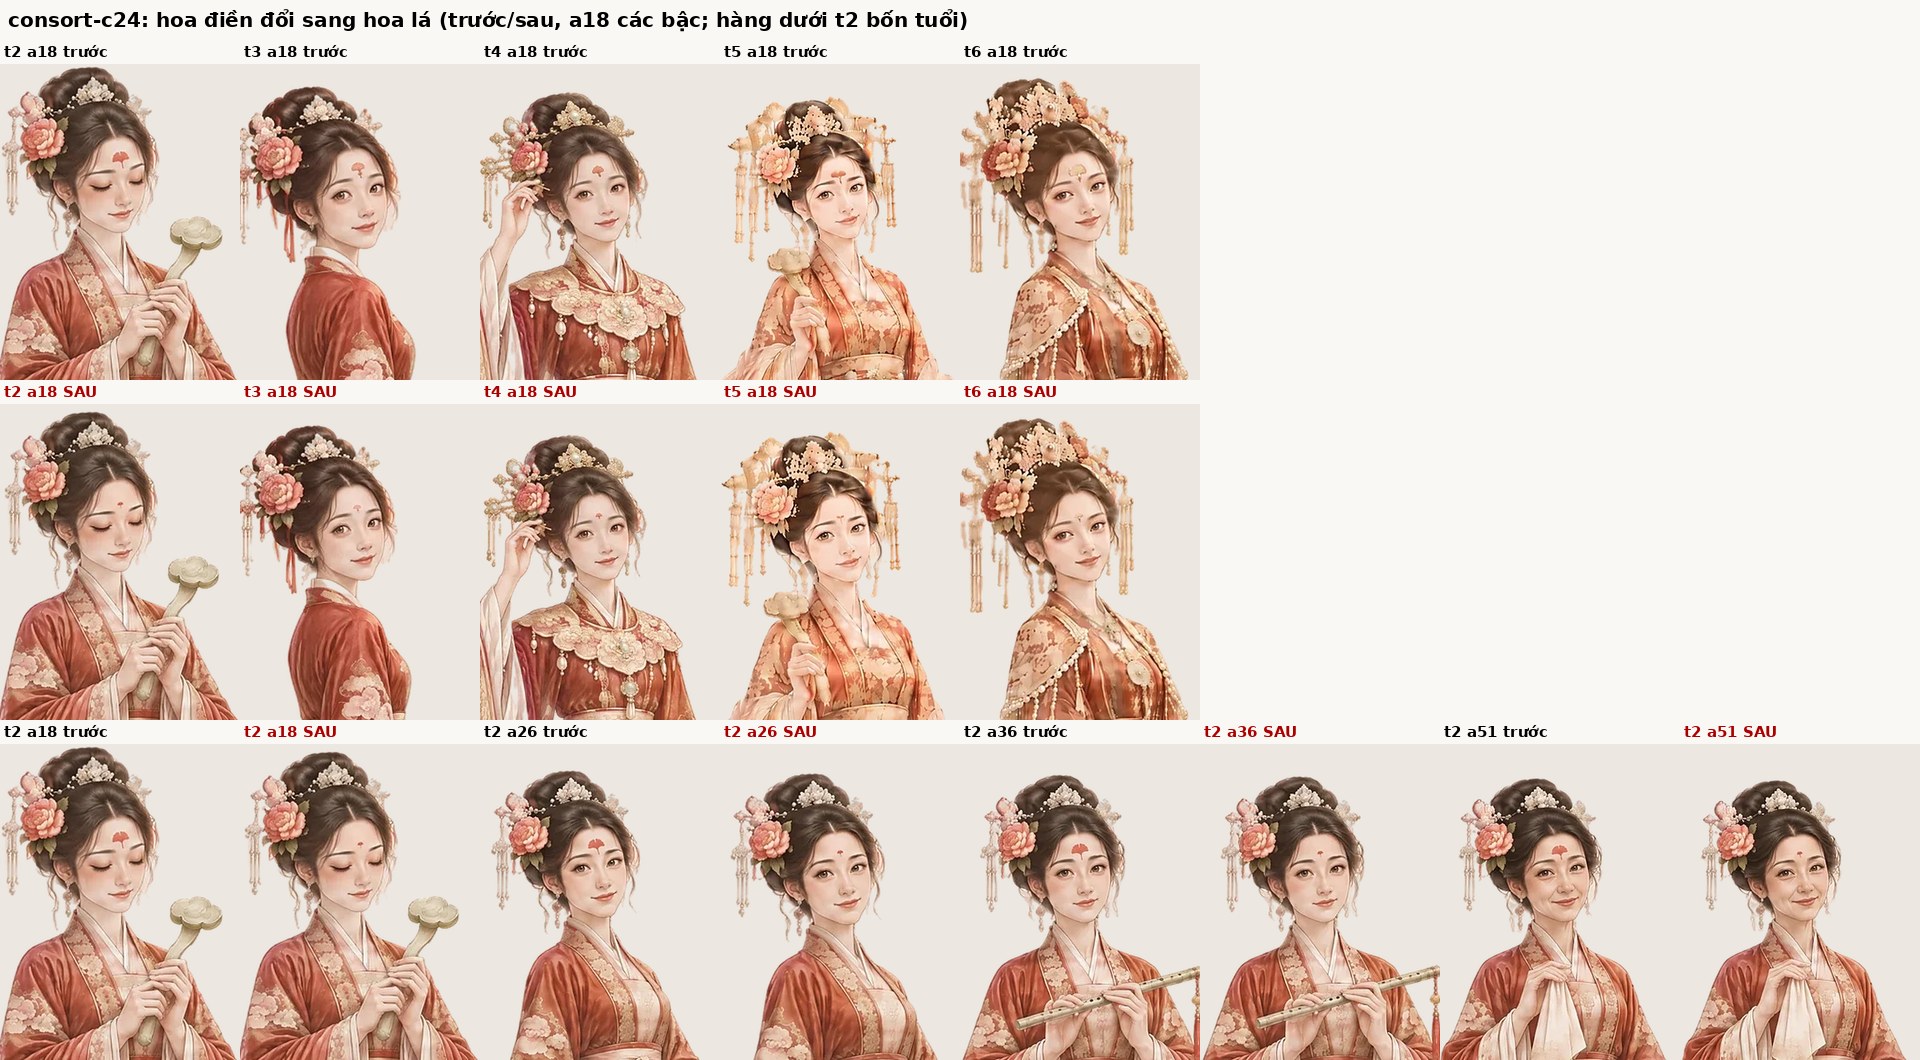 consort-c24: hoa điền đổi sang hoa lá (trước/sau, a18 các bậc; hàng dưới t2 bốn tuổi)
t2 a18 trước
t3 a18 trước
t4 a18 trước
t5 a18 trước
t6 a18 trước
t2 a18 SAU
t3 a18 SAU
t4 a18 SAU
t5 a18 SAU
t6 a18 SAU
t2 a18 trước
t2 a18 SAU
t2 a26 trước
t2 a26 SAU
t2 a36 trước
t2 a36 SAU
t2 a51 trước
t2 a51 SAU